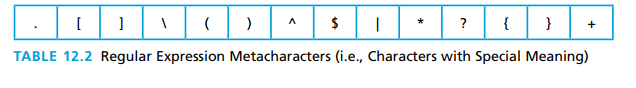 . [ ] \ ( ) ^ $ | * ? { } +
TABLE 12.2 Regular Expression Metacharacters (i.e., Characters with Special Meaning)